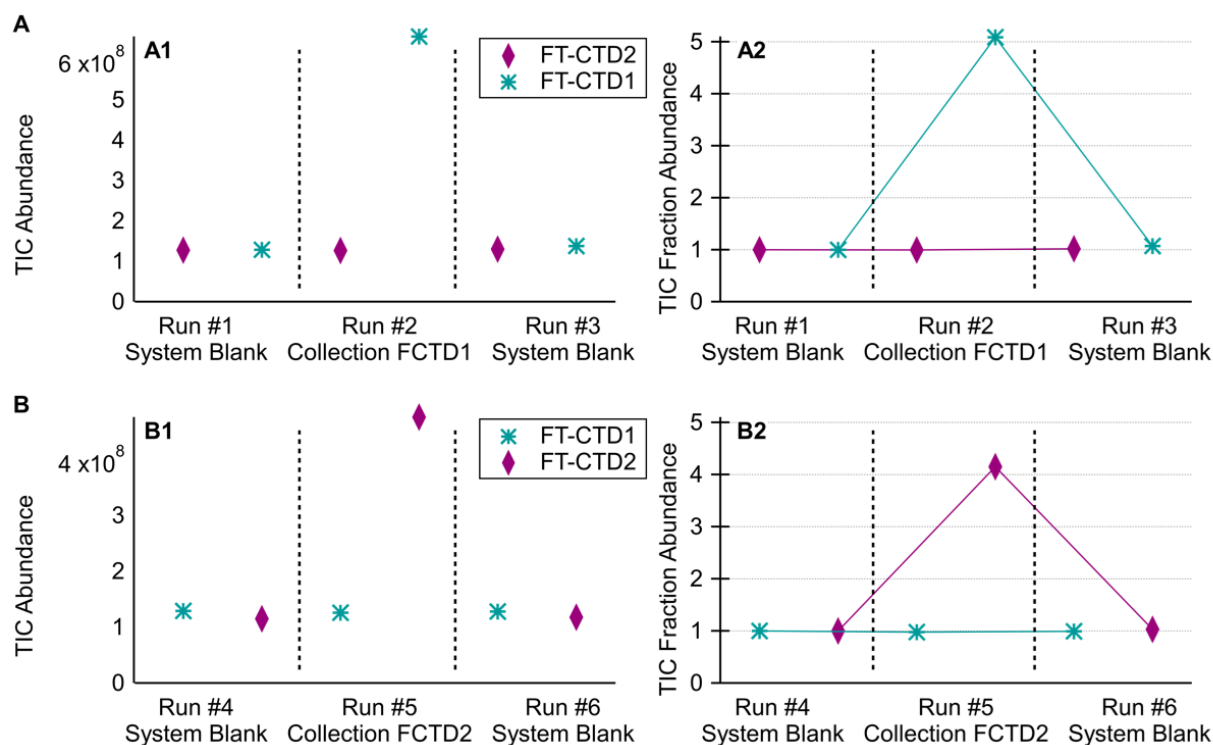 A
A1
6 x10⁸
5
4
3
2
1
0
TIC Abundance
FT-CTD2
FT-CTD1
Run #1
System Blank
Run #2
Collection FCTD1
Run #3
System Blank
A2
5
4
3
2
1
0
TIC Fraction Abundance
Run #1
System Blank
Run #2
Collection FCTD1
Run #3
System Blank
B
B1
4 x10⁸
3
2
1
0
TIC Abundance
FT-CTD1
FT-CTD2
Run #4
System Blank
Run #5
Collection FCTD2
Run #6
System Blank
B2
5
4
3
2
1
0
TIC Fraction Abundance
Run #4
System Blank
Run #5
Collection FCTD2
Run #6
System Blank